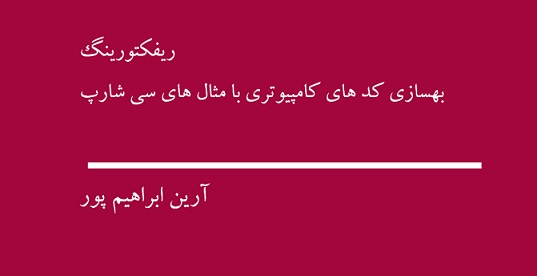 ریفکتورینگ
بهسازی کد های کامپیوتری با مثال های سی شارپ
آرین ابراهیم پور